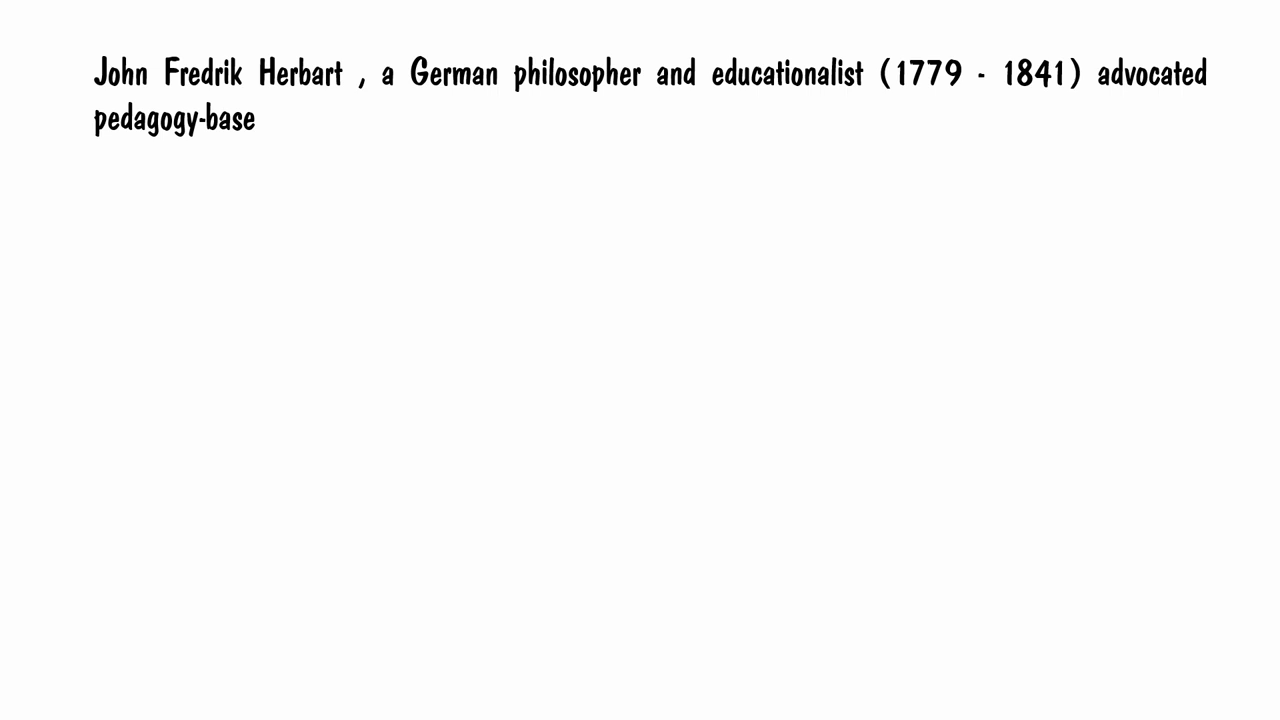 John Fredrik Herbart , a German philosopher and educationalist (1779 - 1841) advocated
pedagogy-base